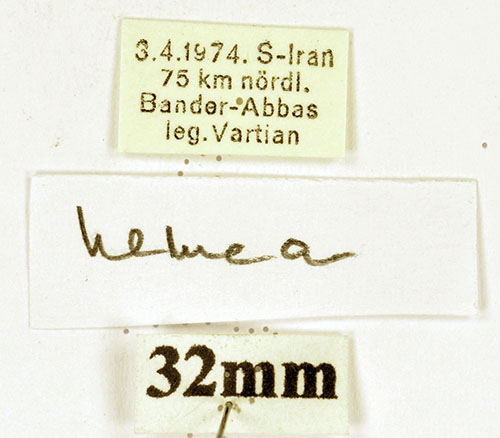 3.4.1974. S-Iran
75 km nördl.
Bander-Abbas
leg. Vartian
32mm